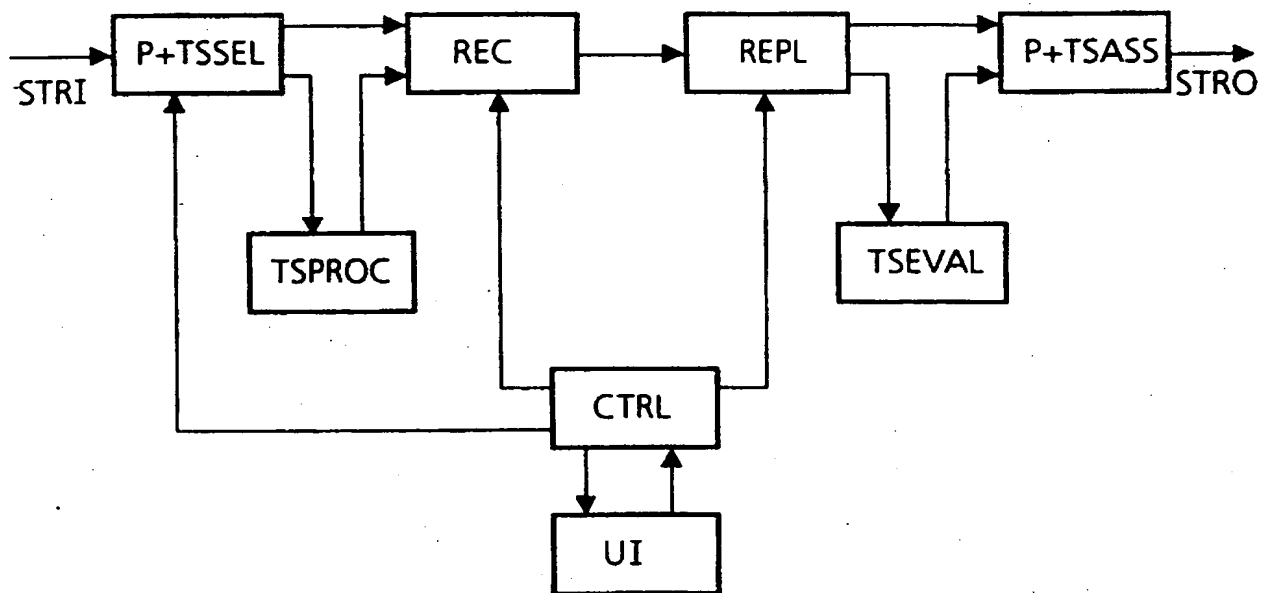 P+TSSEL
REC
REPL
P+TSASS
STRI
STRO
TSPROC
TSEVAL
CTRL
UI